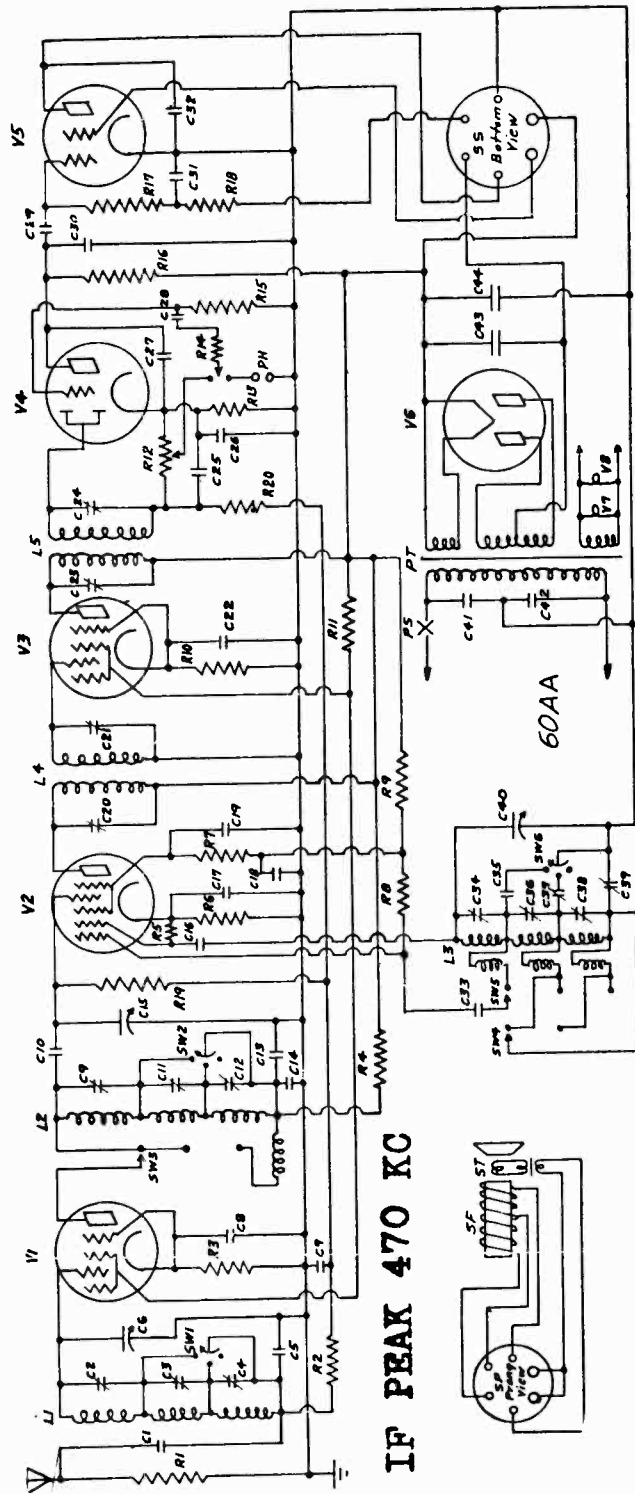 V1
V2
V3
V4
V5
L1
C1
R1
C2
C3
C4
SW1
C6
C5
R2
R3
C8
C7
SW3
L2
C9
C11
C12
SW2
C10
C15
C13
C14
R19
R4
R5
C16
R6
C17
R7
C18
C19
R8
R9
C20
L4
C21
R10
C22
R11
L5
C24
R12
C25
C26
R13
R20
C27
R14
PH
C28
R15
R16
C29
C30
R17
C31
R18
C32
IF PEAK 470 KC
SP
Prong
View
SF
ST
C33
SW4
SW5
L3
C34
C35
C36
C38
SW6
C40
60AA
PS
C41
C42
PT
V7
V8
V6
C43
C44
SS
Bottom
View